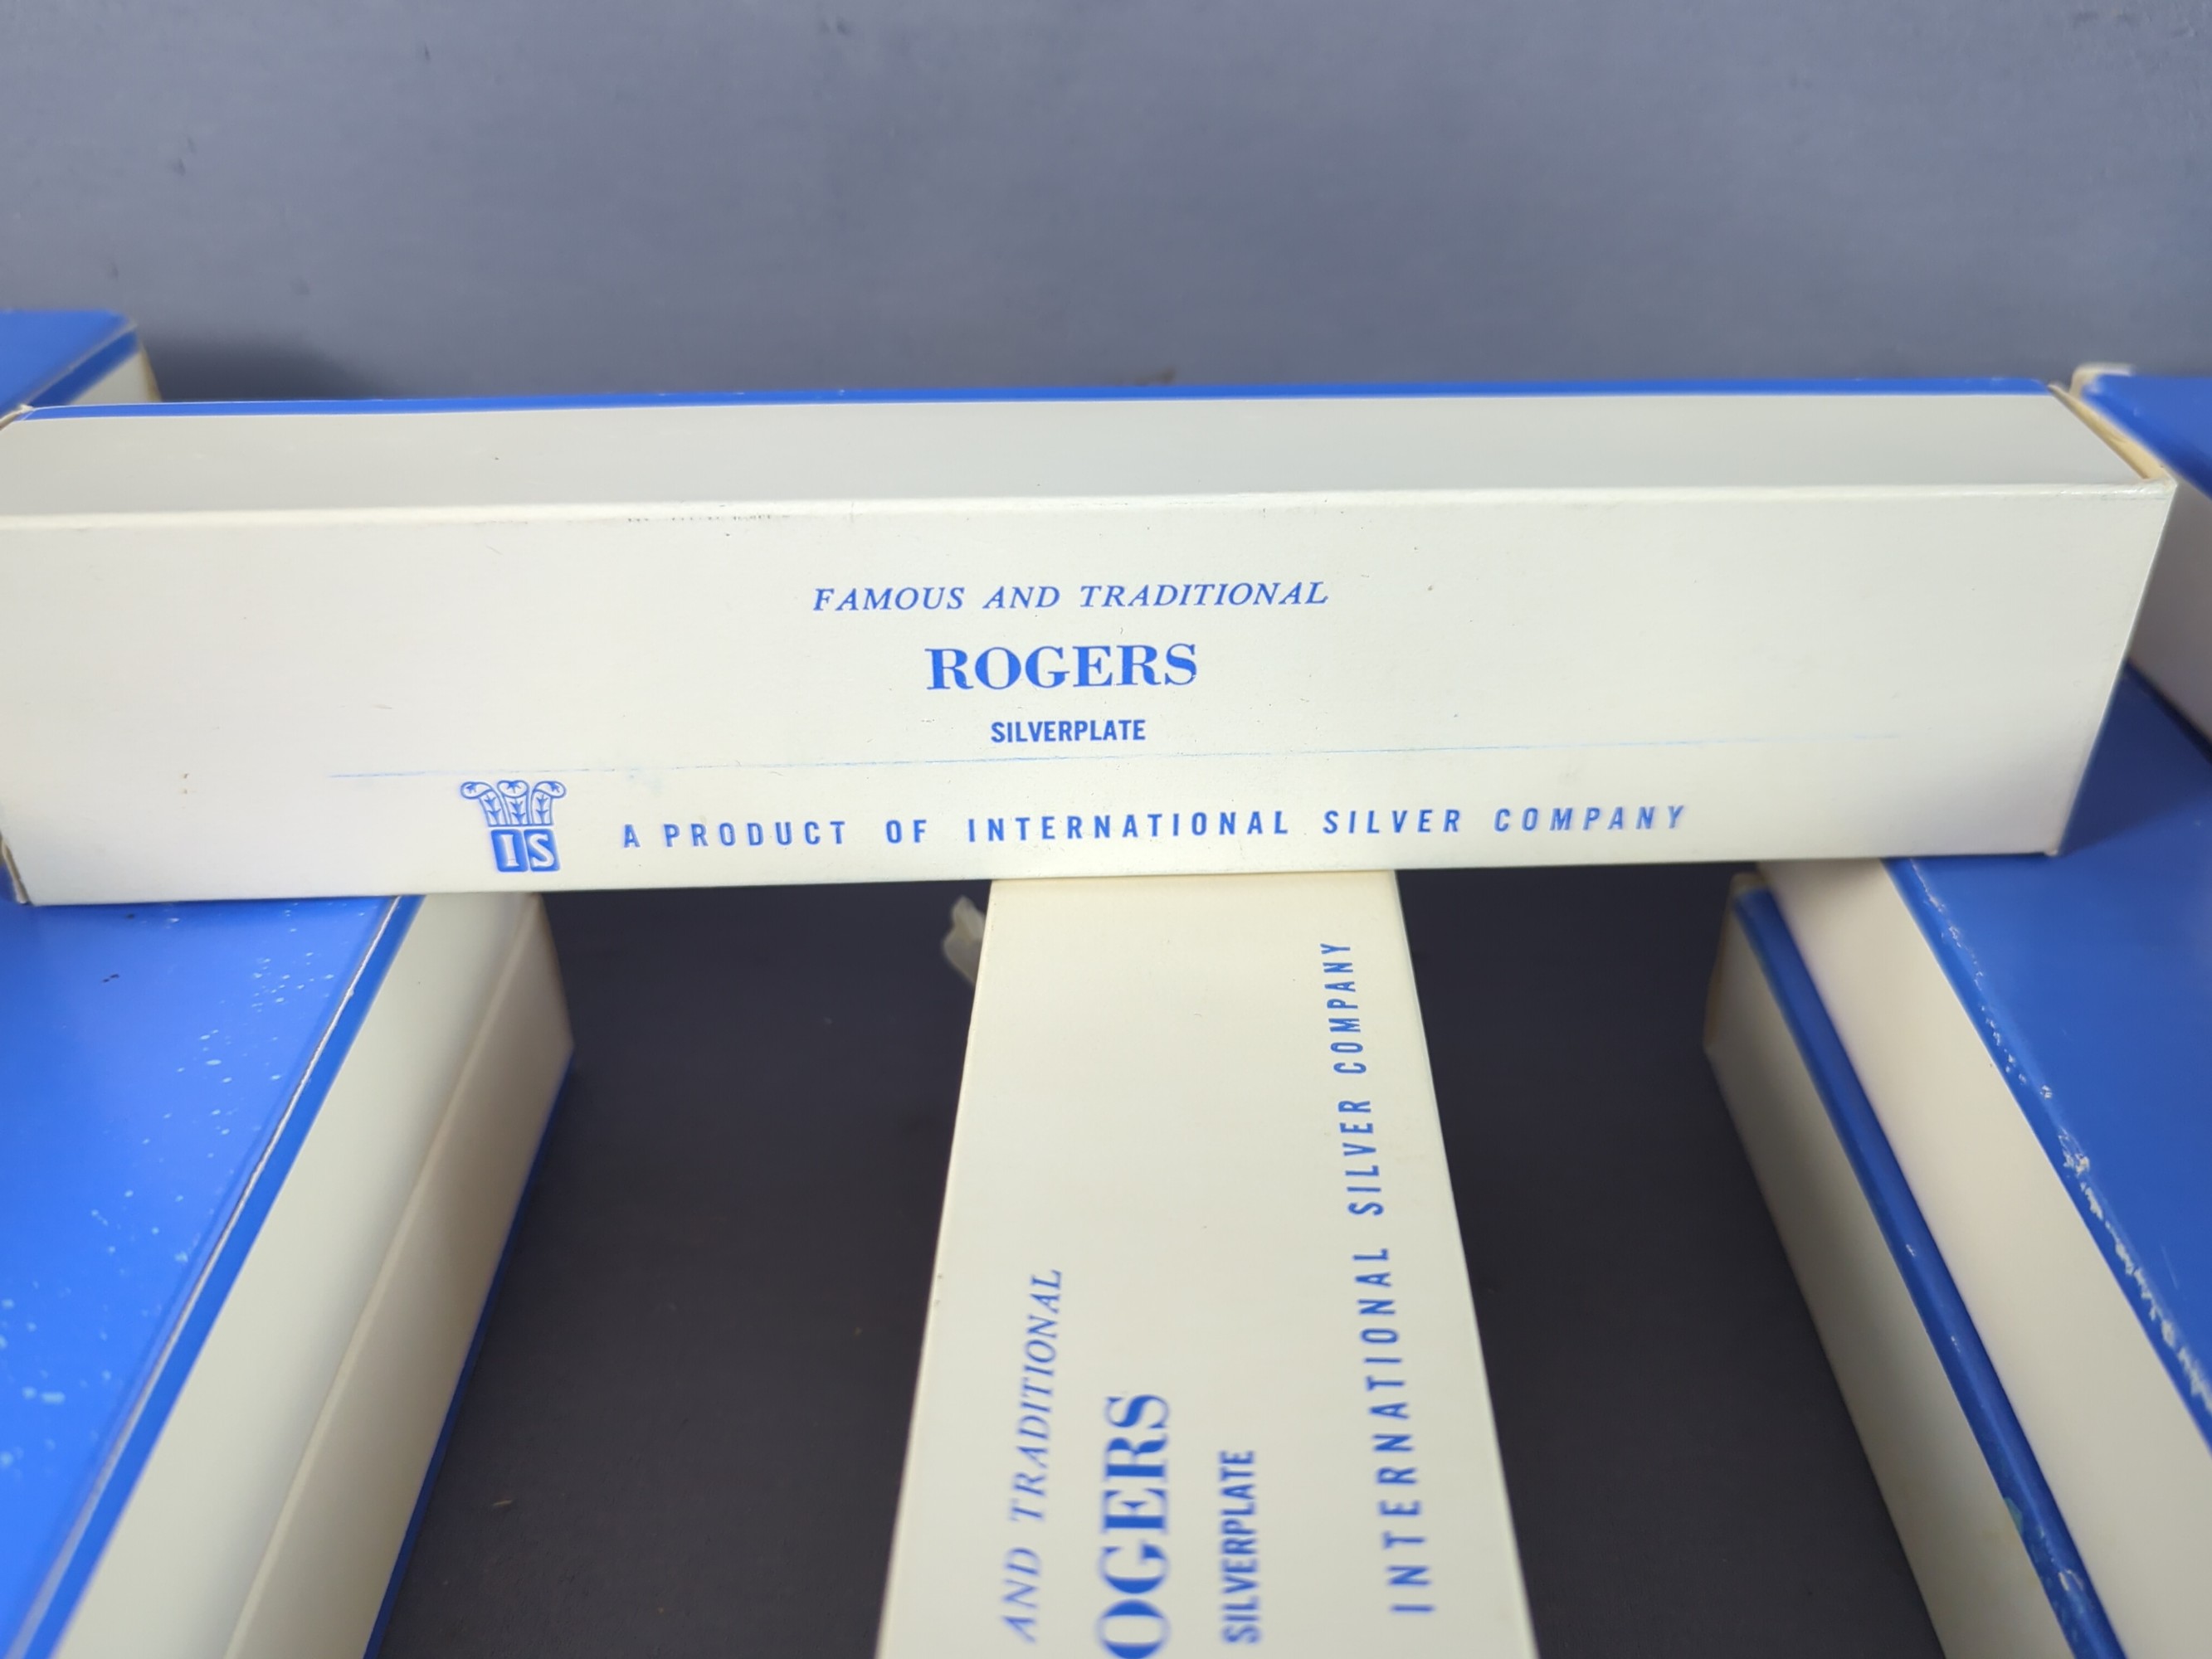 FAMOUS AND TRADITIONAL
ROGERS
SILVERPLATE
IS
A PRODUCT OF INTERNATIONAL SILVER COMPANY
AND TRADITIONAL
OGERS
SILVERPLATE
INTERNATIONAL SILVER COMPANY